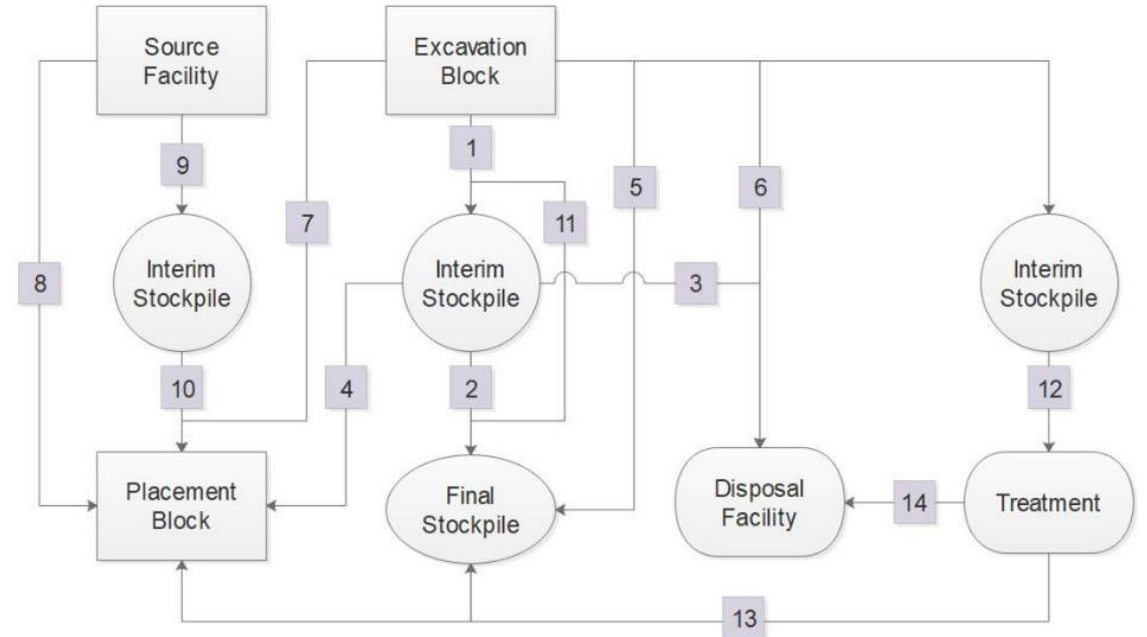 Source
Facility
Excavation
Block
1
9
5
6
7
11
Interim
Stockpile
Interim
Stockpile
Interim
Stockpile
8
3
10
4
2
12
Placement
Block
Final
Stockpile
Disposal
Facility
14
Treatment
13